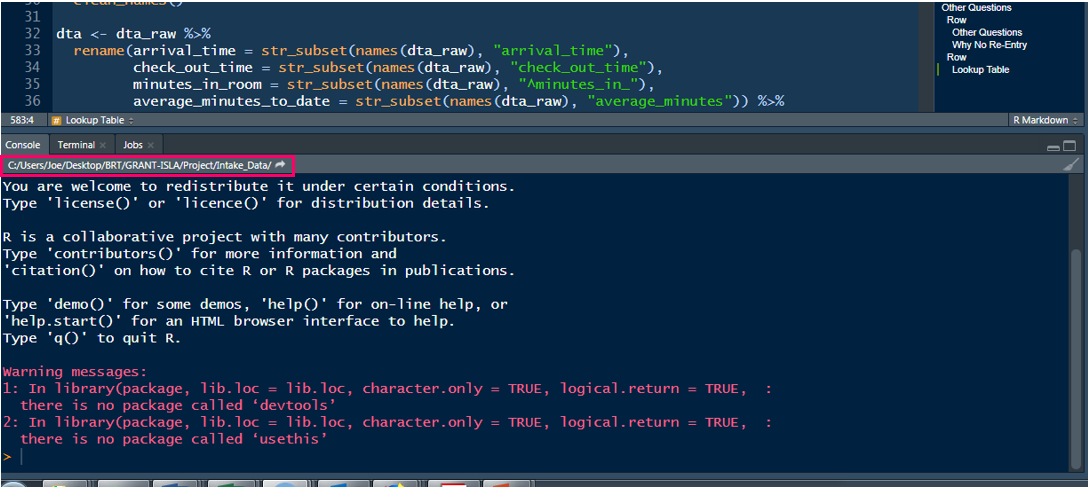 31
32 dta <- dta_raw %>%
33 rename(arrival_time = str_subset(names(dta_raw), "arrival_time"),
34 check_out_time = str_subset(names(dta_raw), "check_out_time"),
35 minutes_in_room = str_subset(names(dta_raw), "^minutes_in_"),
36 average_minutes_to_date = str_subset(names(dta_raw), "average_minutes")) %>%
Other Questions
Row
Other Questions
Why No Re-Entry
Row
Lookup Table
583:4 # Lookup Table R Markdown
Console Terminal × Jobs ×
C:/Users/Joe/Desktop/BRT/GRANT-ISLA/Project/Intake_Data/
You are welcome to redistribute it under certain conditions.
Type 'license()' or 'licence()' for distribution details.
R is a collaborative project with many contributors.
Type 'contributors()' for more information and
'citation()' on how to cite R or R packages in publications.
Type 'demo()' for some demos, 'help()' for on-line help, or
'help.start()' for an HTML browser interface to help.
Type 'q()' to quit R.
Warning messages:
1: In library(package, lib.loc = lib.loc, character.only = TRUE, logical.return = TRUE, :
there is no package called ‘devtools’
2: In library(package, lib.loc = lib.loc, character.only = TRUE, logical.return = TRUE, :
there is no package called ‘usethis’
>